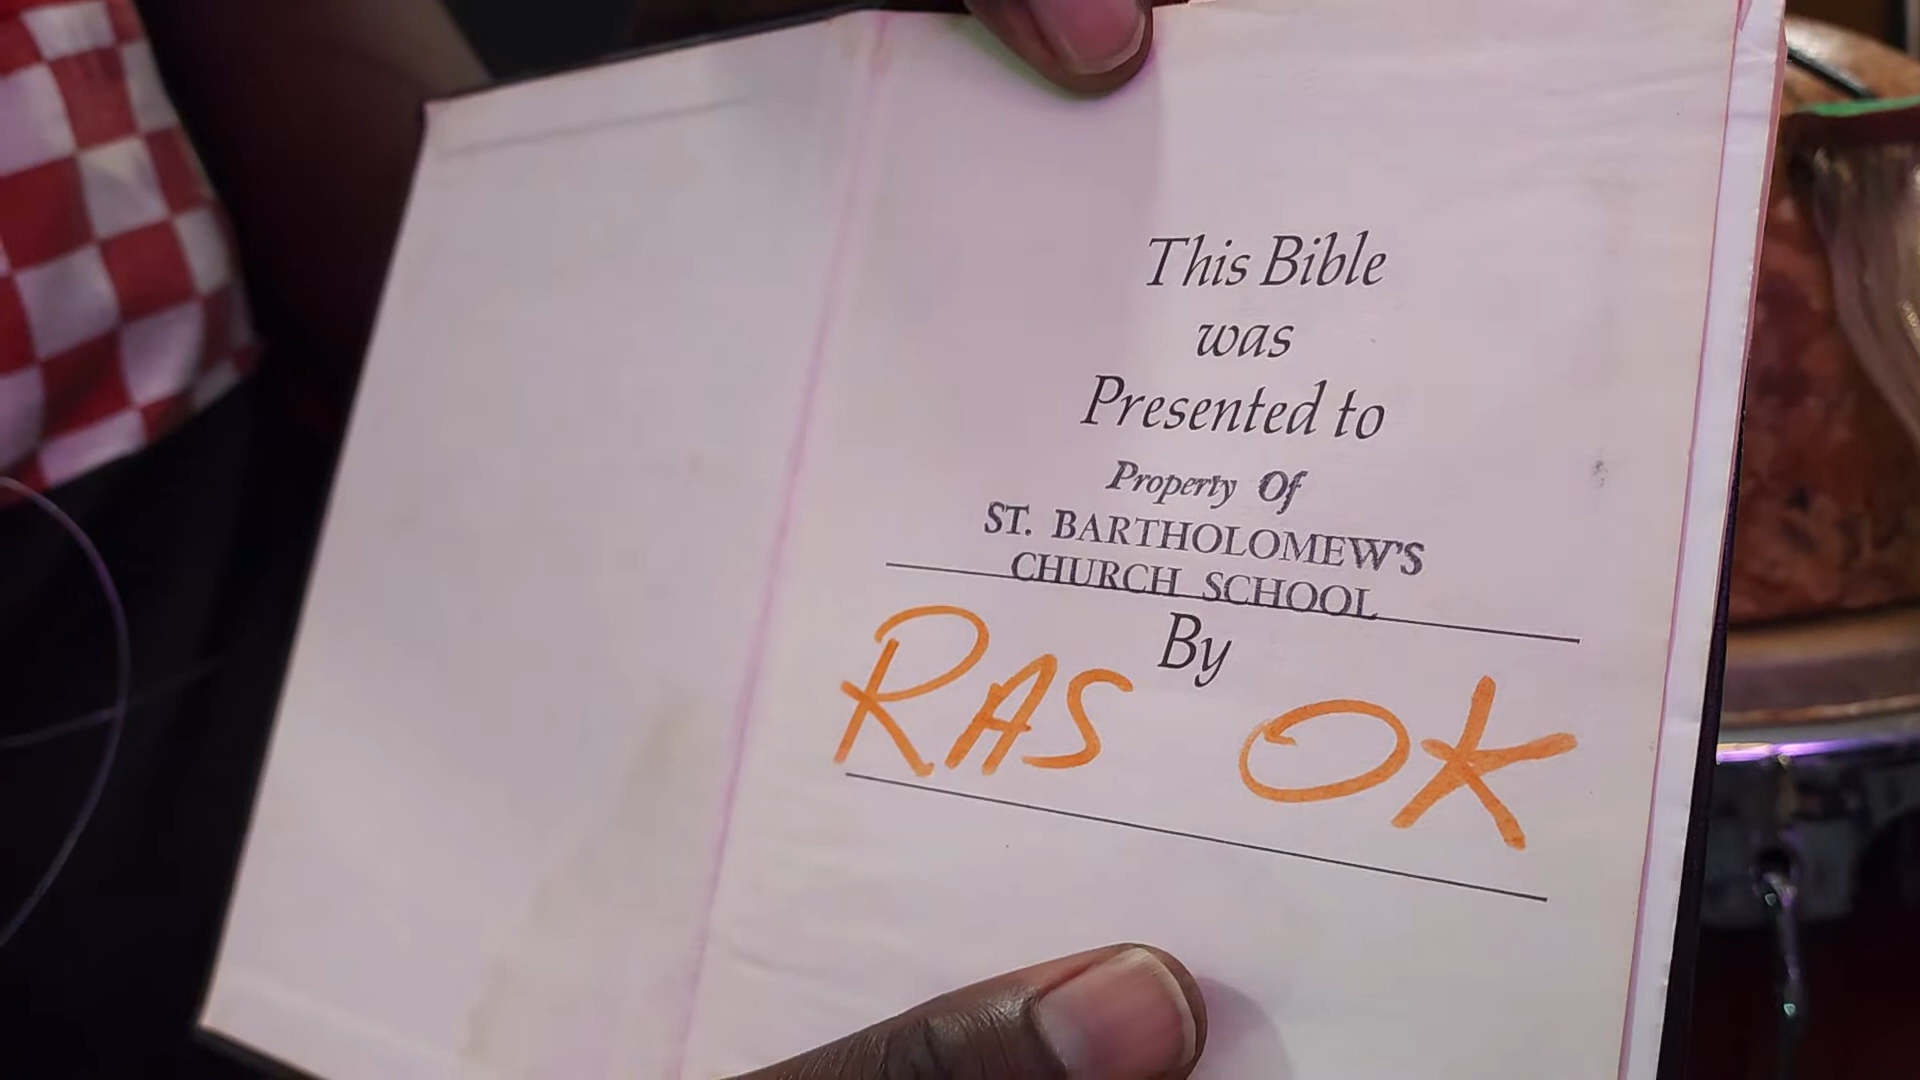 This Bible
was
Presented to
Property Of
ST. BARTHOLOMEW'S
CHURCH SCHOOL
By
RAS OK